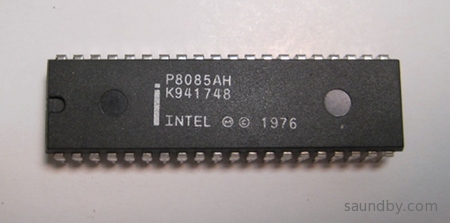 P8085AH
K941748
INTEL Ⓜ © 1976
saundby.com